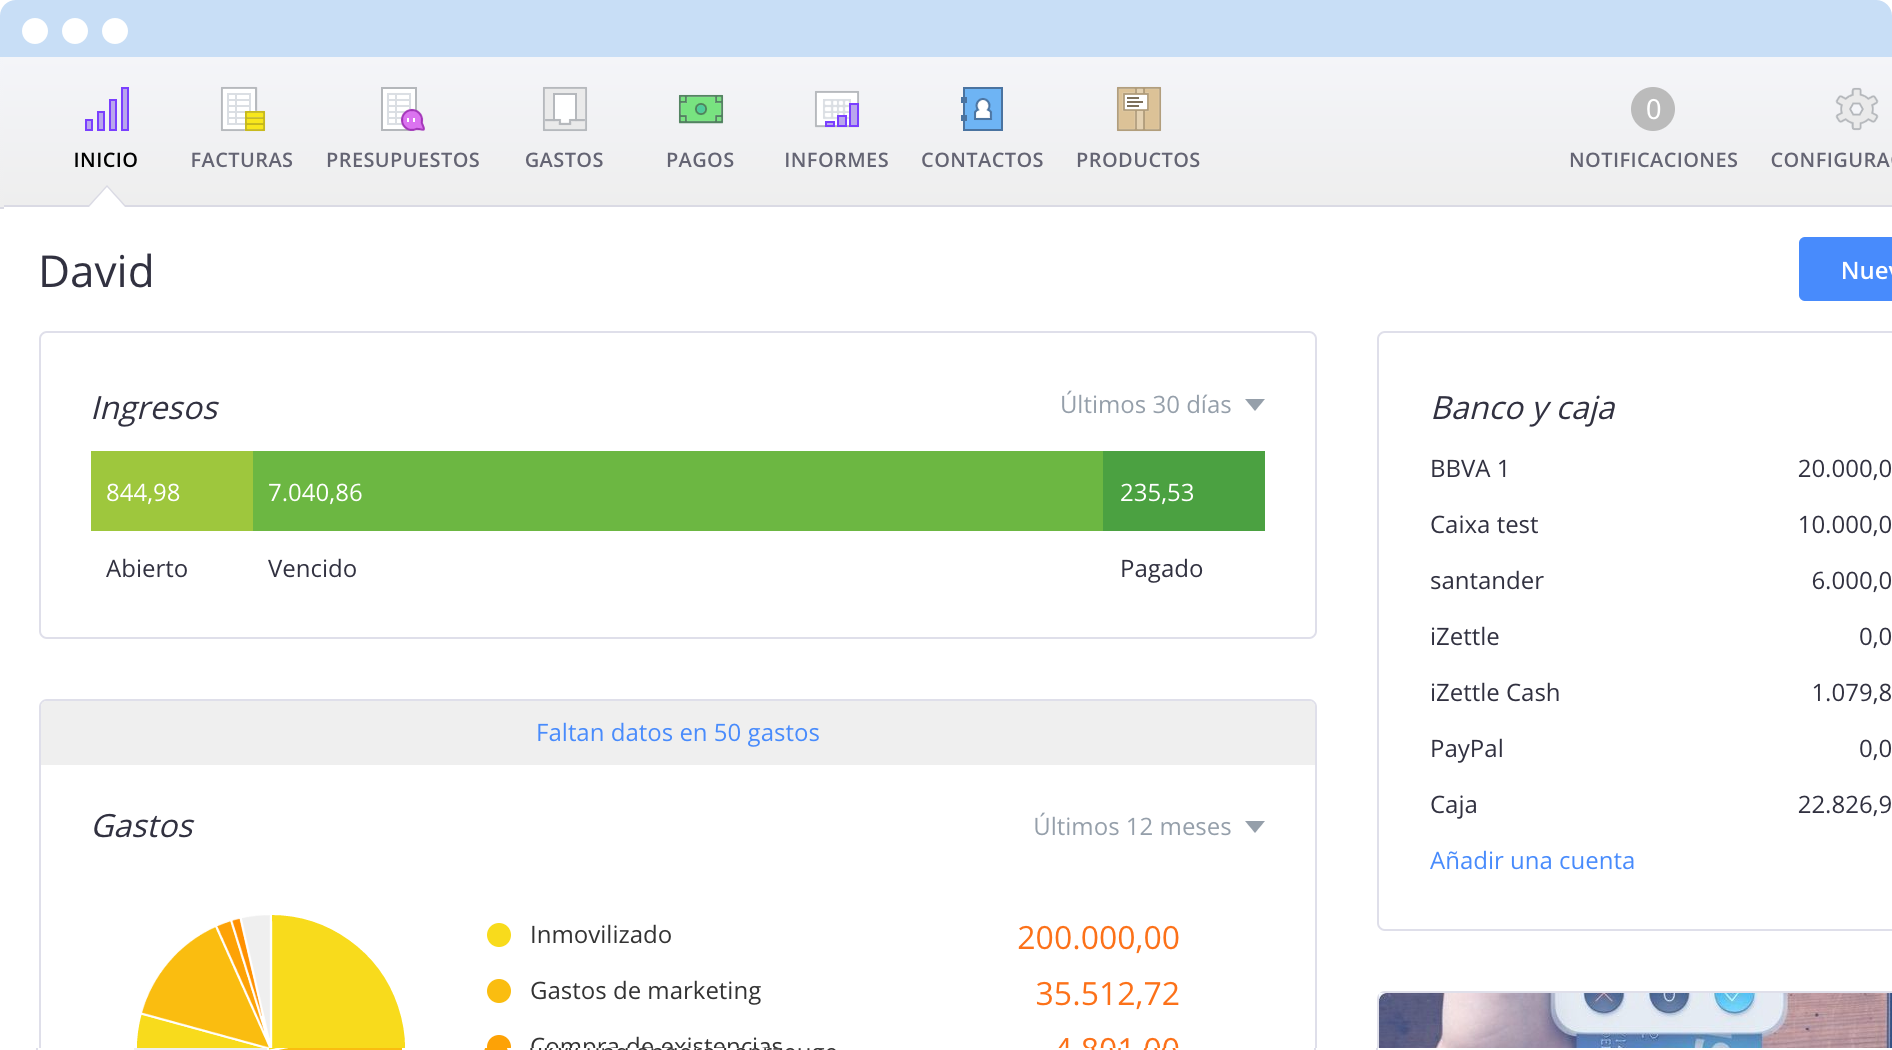 INICIO
FACTURAS
PRESUPUESTOS
GASTOS
PAGOS
INFORMES
CONTACTOS
PRODUCTOS
0
NOTIFICACIONES
CONFIGURA
David
Nue
Ingresos
Últimos 30 días
844,98
7.040,86
235,53
Abierto
Vencido
Pagado
Banco y caja
BBVA 1 20.000,0
Caixa test 10.000,0
santander 6.000,0
iZettle 0,0
iZettle Cash 1.079,8
PayPal 0,0
Caja 22.826,9
Añadir una cuenta
Faltan datos en 50 gastos
Gastos
Últimos 12 meses
Inmovilizado 200.000,00
Gastos de marketing 35.512,72
Compra de existencias 4.801,00